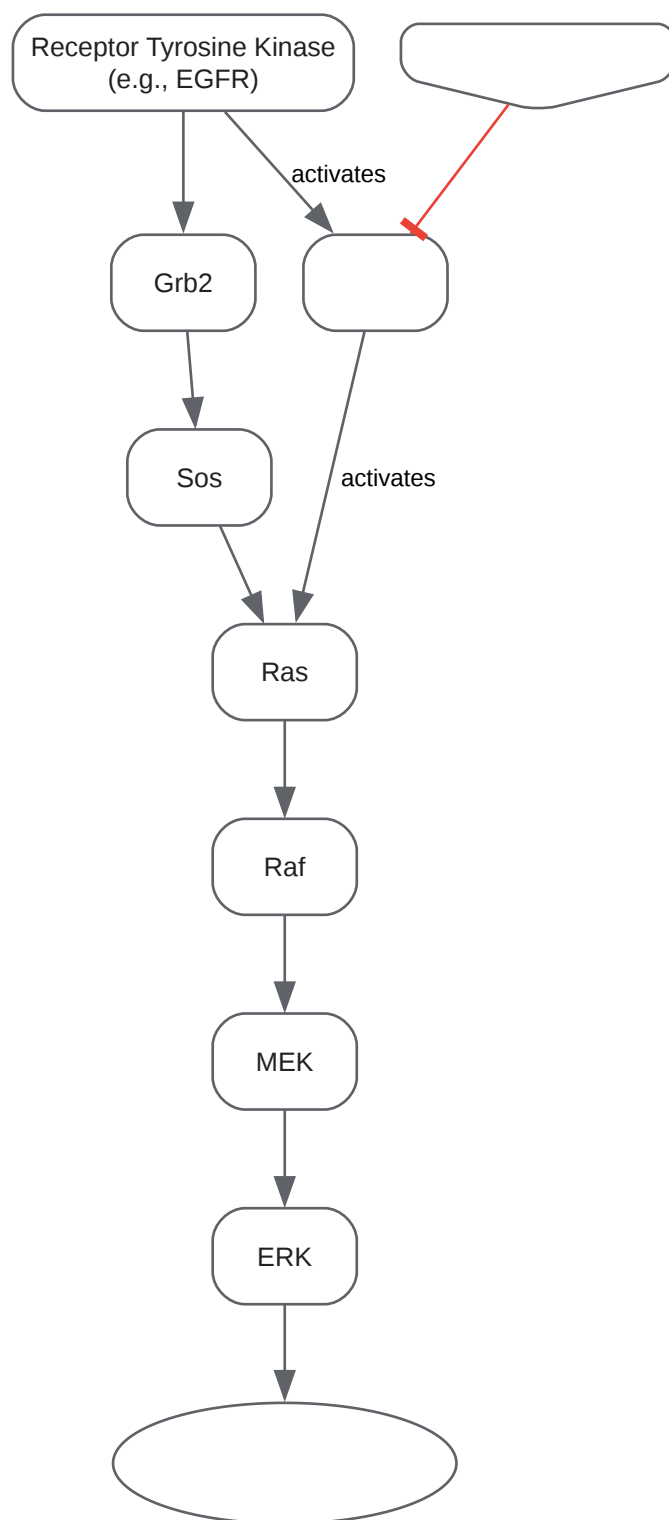 Receptor Tyrosine Kinase
(e.g., EGFR)
activates
Grb2
Sos
activates
Ras
Raf
MEK
ERK